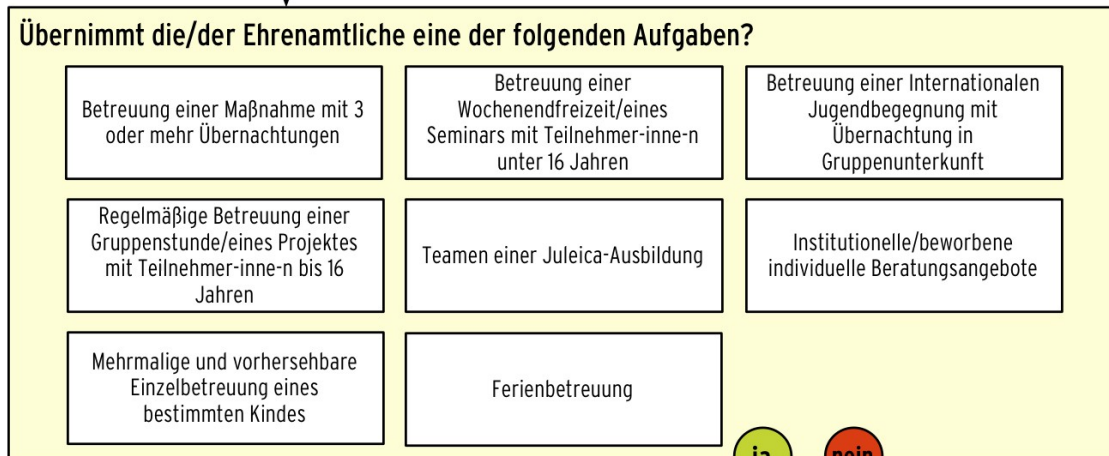 Übernimmt die/der Ehrenamtliche eine der folgenden Aufgaben?
Betreuung einer Maßnahme mit 3
oder mehr Übernachtungen
Betreuung einer
Wochenendfreizeit/eines
Seminars mit Teilnehmer-inne-n
unter 16 Jahren
Betreuung einer Internationalen
Jugendbegegnung mit
Übernachtung in
Gruppenunterkunft
Regelmäßige Betreuung einer
Gruppenstunde/eines Projektes
mit Teilnehmer-inne-n bis 16
Jahren
Teamen einer Juleica-Ausbildung
Institutionelle/beworbene
individuelle Beratungsangebote
Mehrmalige und vorhersehbare
Einzelbetreuung eines
bestimmten Kindes
Ferienbetreuung
ja
nein